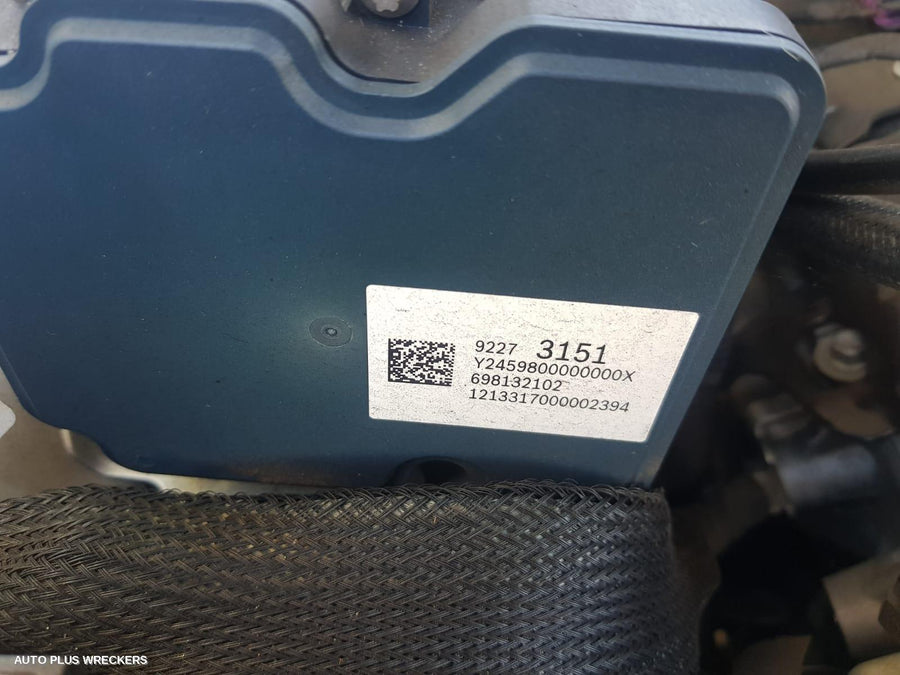 9227 3151
Y2459800000000X
698132102
1213317000002394
AUTO PLUS WRECKERS